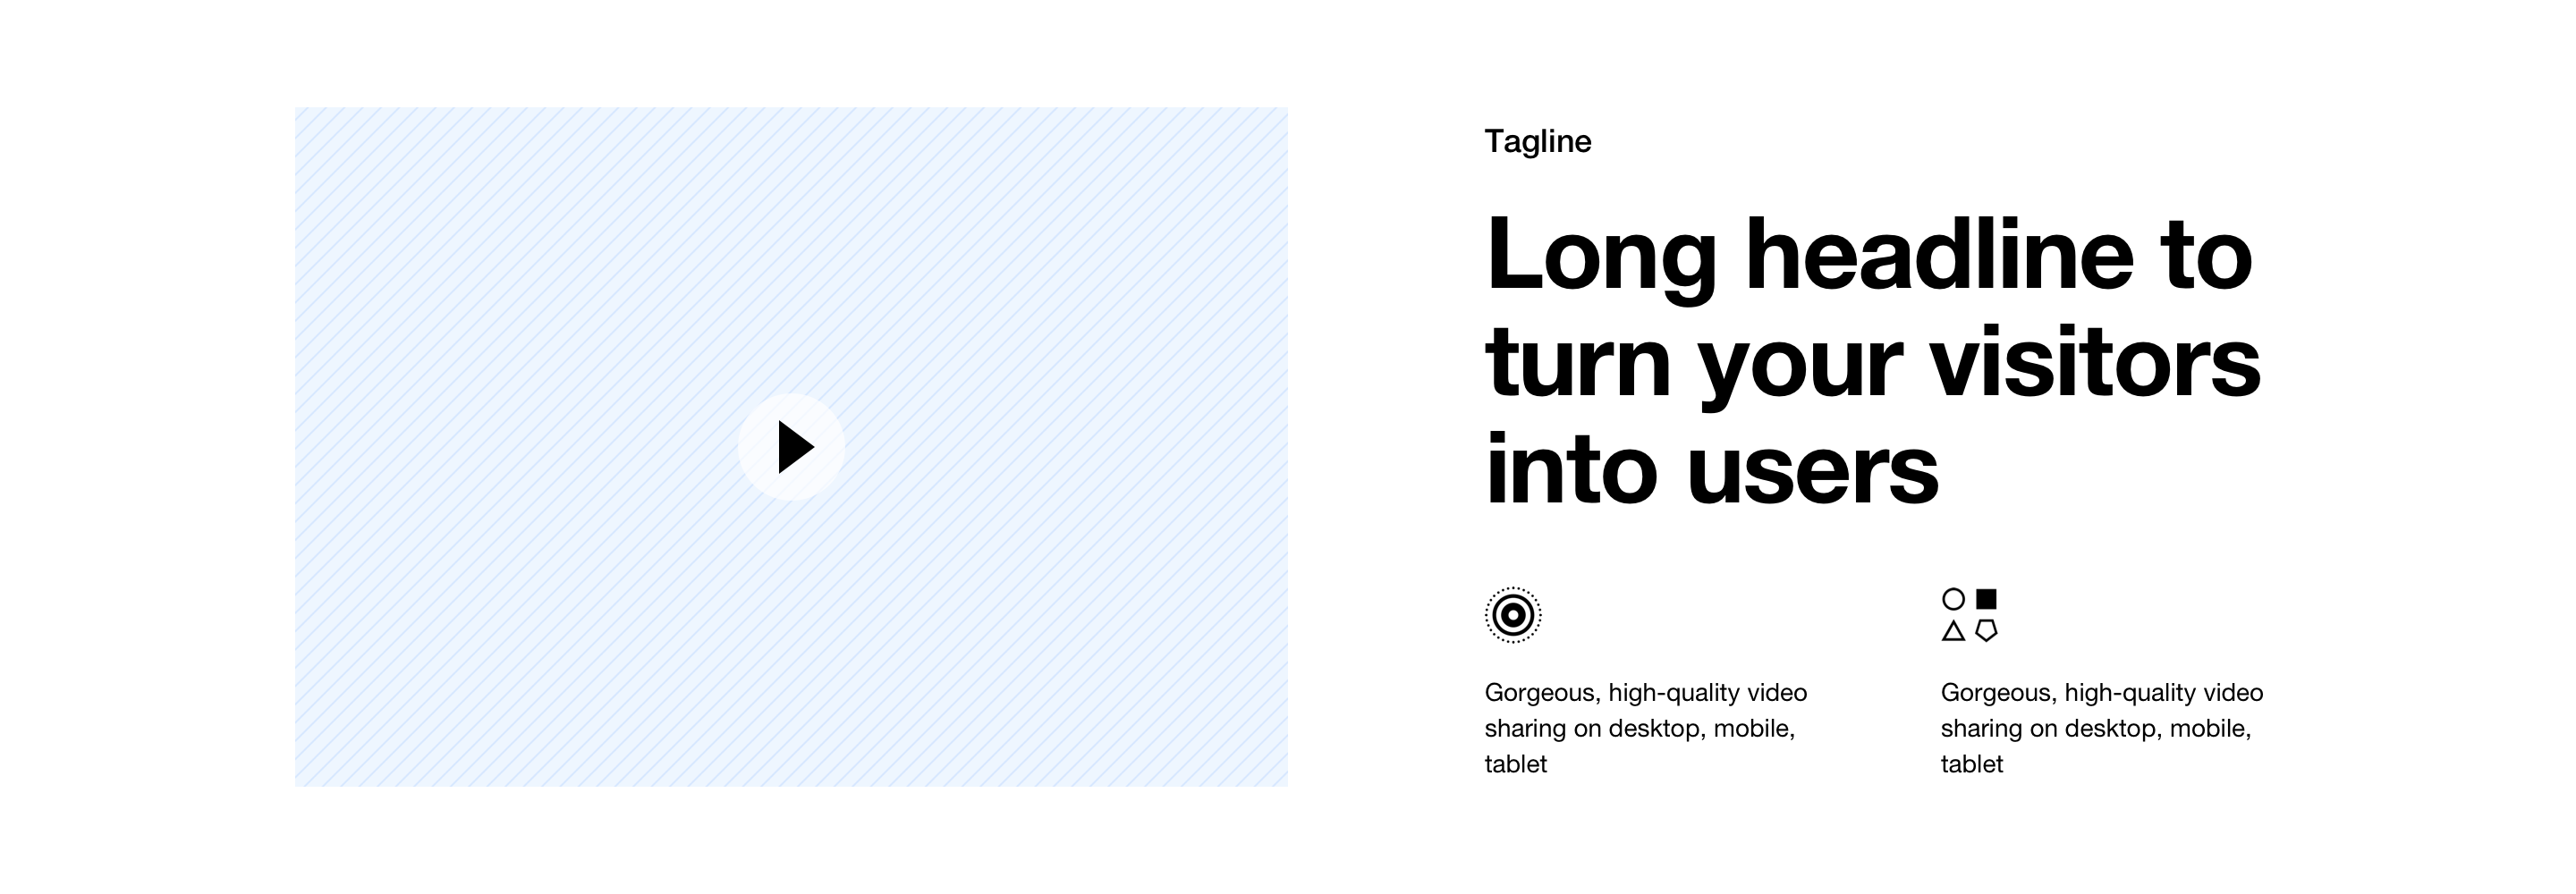 Tagline
Long headline to
turn your visitors
into users
Gorgeous, high-quality video
sharing on desktop, mobile,
tablet
Gorgeous, high-quality video
sharing on desktop, mobile,
tablet